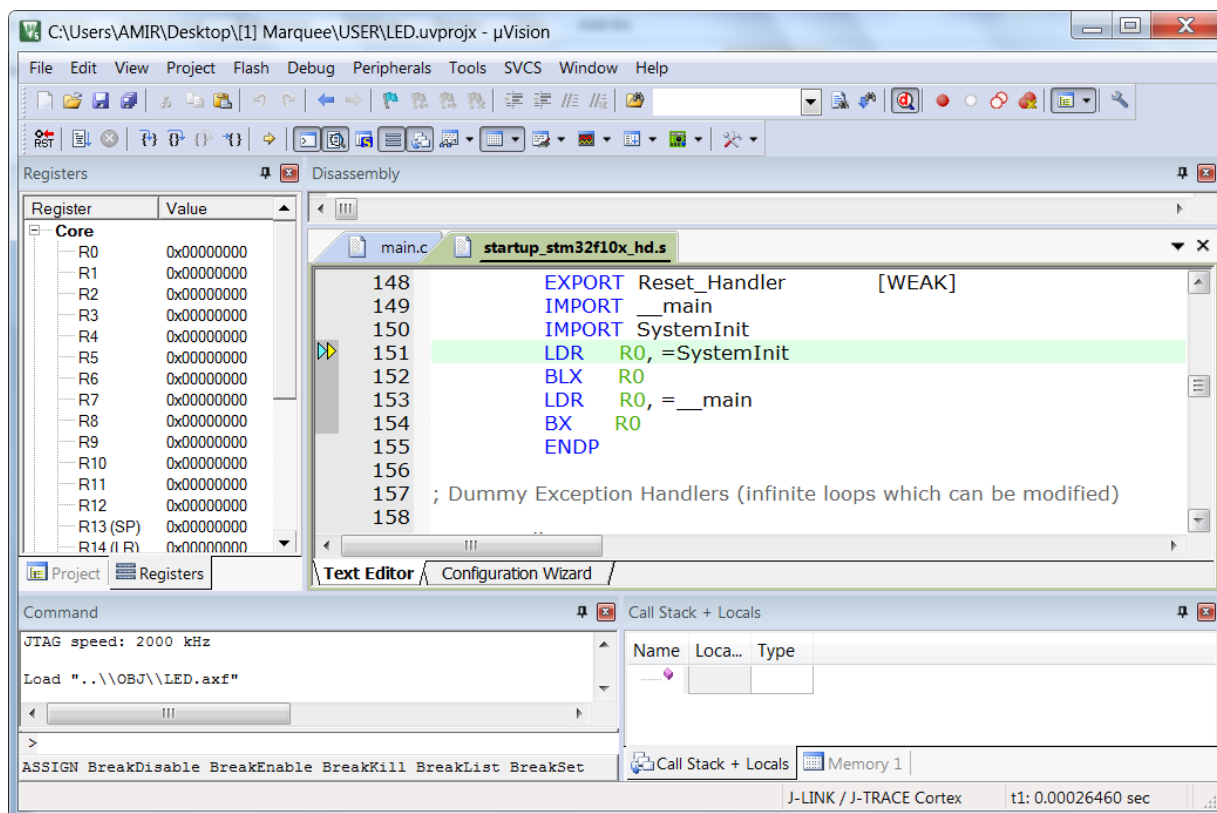 C:\Users\AMIR\Desktop\[1] Marquee\USER\LED.uvprojx - µVision
File Edit View Project Flash Debug Peripherals Tools SVCS Window Help
RST
Registers
Register Value
Core
R0 0x00000000
R1 0x00000000
R2 0x00000000
R3 0x00000000
R4 0x00000000
R5 0x00000000
R6 0x00000000
R7 0x00000000
R8 0x00000000
R9 0x00000000
R10 0x00000000
R11 0x00000000
R12 0x00000000
R13 (SP) 0x00000000
R14 (LR) 0x00000000
Project Registers
Disassembly
main.c startup_stm32f10x_hd.s
148 EXPORT Reset_Handler [WEAK]
149 IMPORT __main
150 IMPORT SystemInit
151 LDR R0, =SystemInit
152 BLX R0
153 LDR R0, =__main
154 BX R0
155 ENDP
156
157 ; Dummy Exception Handlers (infinite loops which can be modified)
158
Text Editor Configuration Wizard
Command
JTAG speed: 2000 kHz
Load "..\\OBJ\\LED.axf"
>
ASSIGN BreakDisable BreakEnable BreakKill BreakList BreakSet
Call Stack + Locals
Name Loca... Type
Call Stack + Locals Memory 1
J-LINK / J-TRACE Cortex t1: 0.00026460 sec